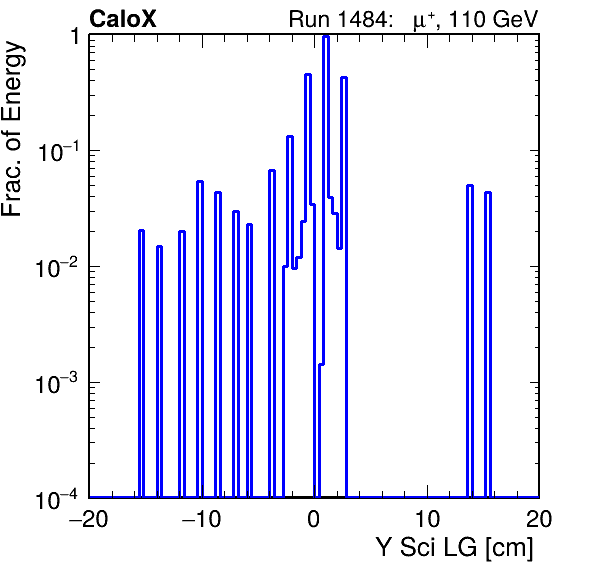 CaloX Run 1484: μ⁺, 110 GeV
Frac. of Energy
1
10⁻¹
10⁻²
10⁻³
10⁻⁴
−20 −10 0 10 20
Y Sci LG [cm]